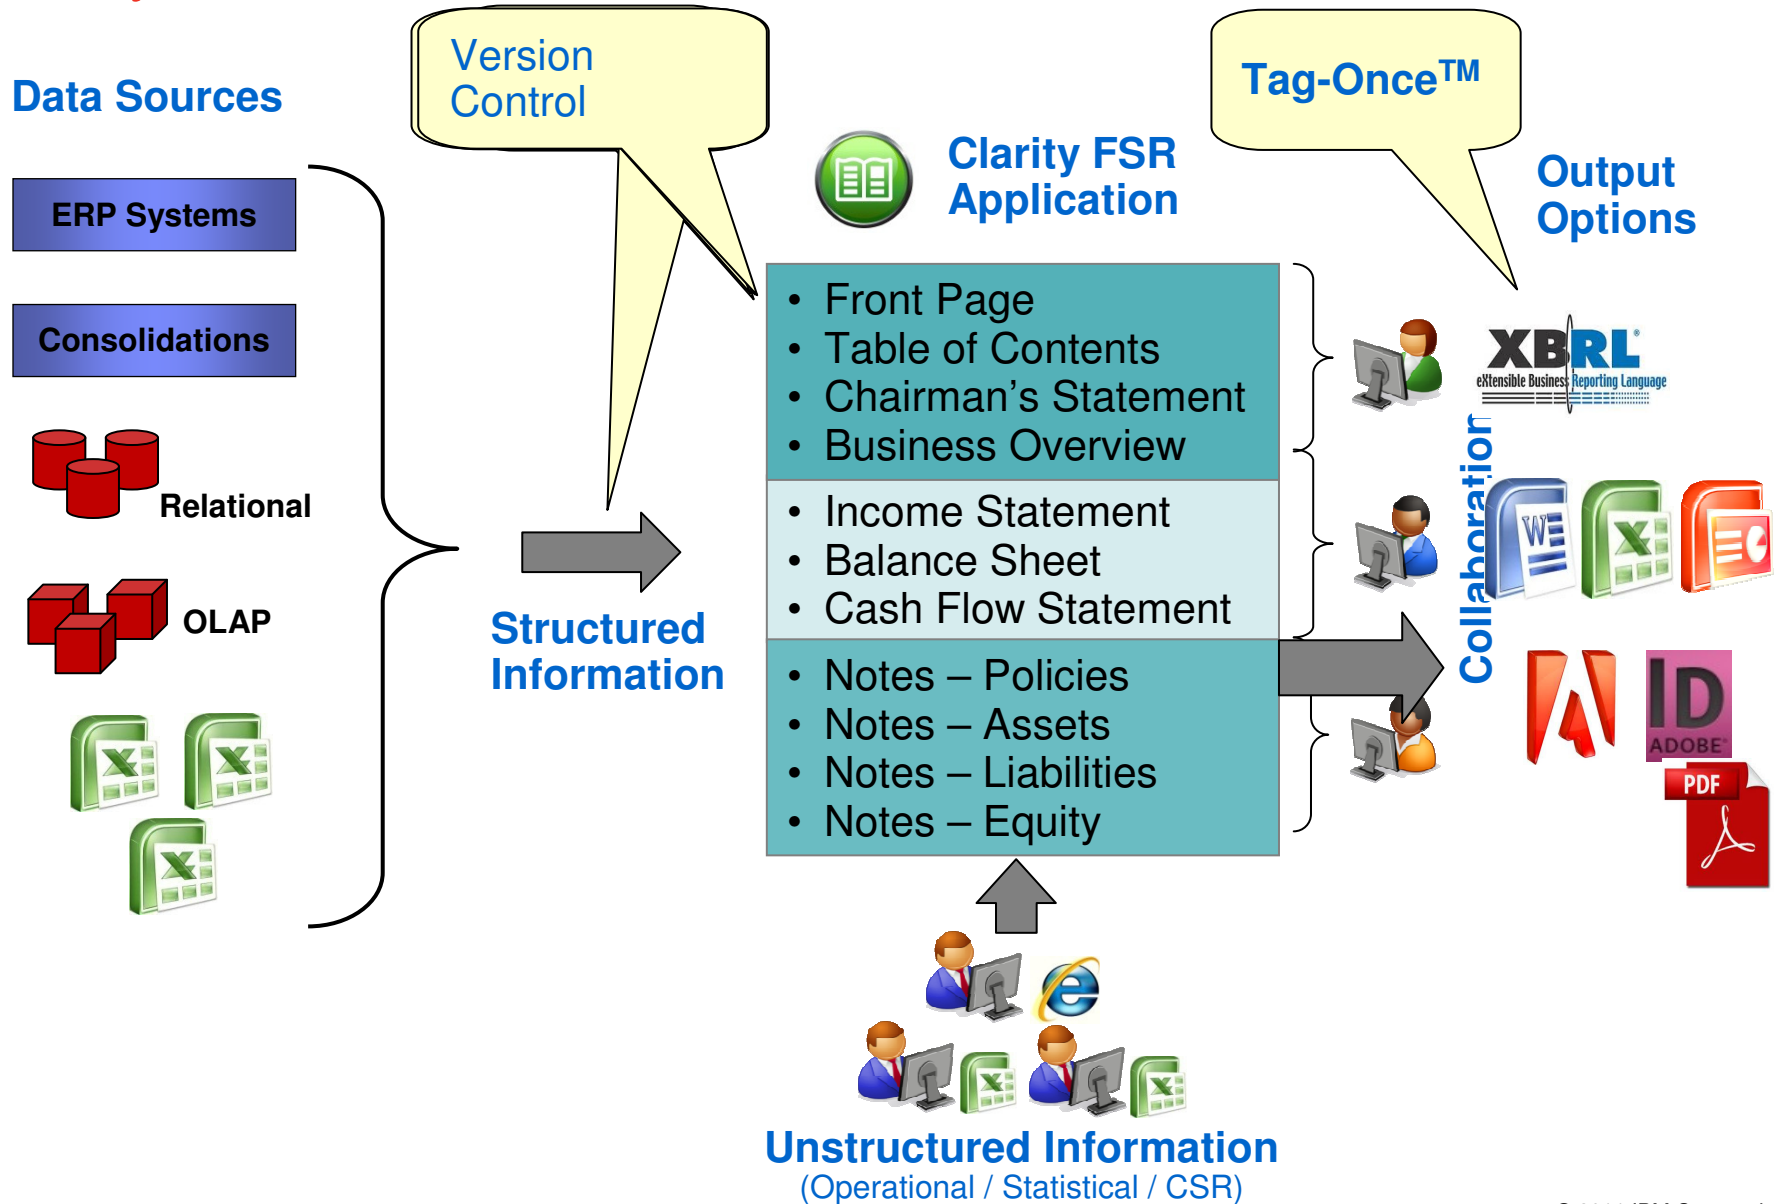 Data Sources
ERP Systems
Consolidations
Relational
OLAP
Version
Control
Structured
Information
Clarity FSR
Application
• Front Page
• Table of Contents
• Chairman’s Statement
• Business Overview
• Income Statement
• Balance Sheet
• Cash Flow Statement
• Notes – Policies
• Notes – Assets
• Notes – Liabilities
• Notes – Equity
Unstructured Information
(Operational / Statistical / CSR)
Tag-Once™
Output
Options
XBRL®
eXtensible Business Reporting Language
Collaboration
W
X
ID
ADOBE
PDF